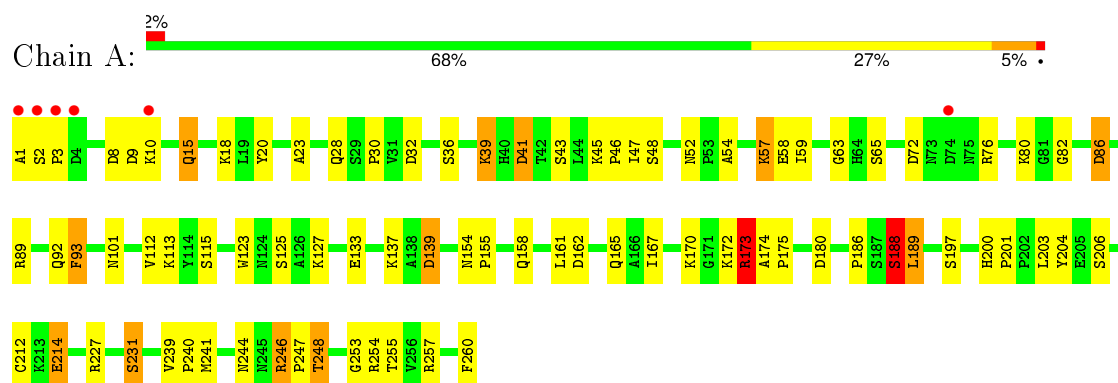 2%
Chain A:
68% 27% 5% •
A1 S2 P3 D4 D8 D9 K10 Q15 K18 L19 Y20 A23 Q28 S29 P30 V31 D32 S36 K39 H40 D41 T42 S43 L44 K45 P46 I47 S48 N52 P53 A54 K57 E58 I59 G63 H64 S65 D72 N73 D74 N75 R76 K80 G81 G82 D86
R89 Q92 F93 N101 V112 K113 Y114 S115 W123 N124 S125 A126 K127 E133 K137 A138 D139 N154 P155 Q158 L161 D162 Q165 A166 I167 K170 G171 K172 R173 A174 P175 D180 P186 S187 S188 L189 S197 H200 P201 P202 L203 Y204 E205 S206
C212 K213 E214 R227 S231 V239 P240 M241 N244 N245 R246 P247 T248 G253 R254 T255 V256 R257 F260